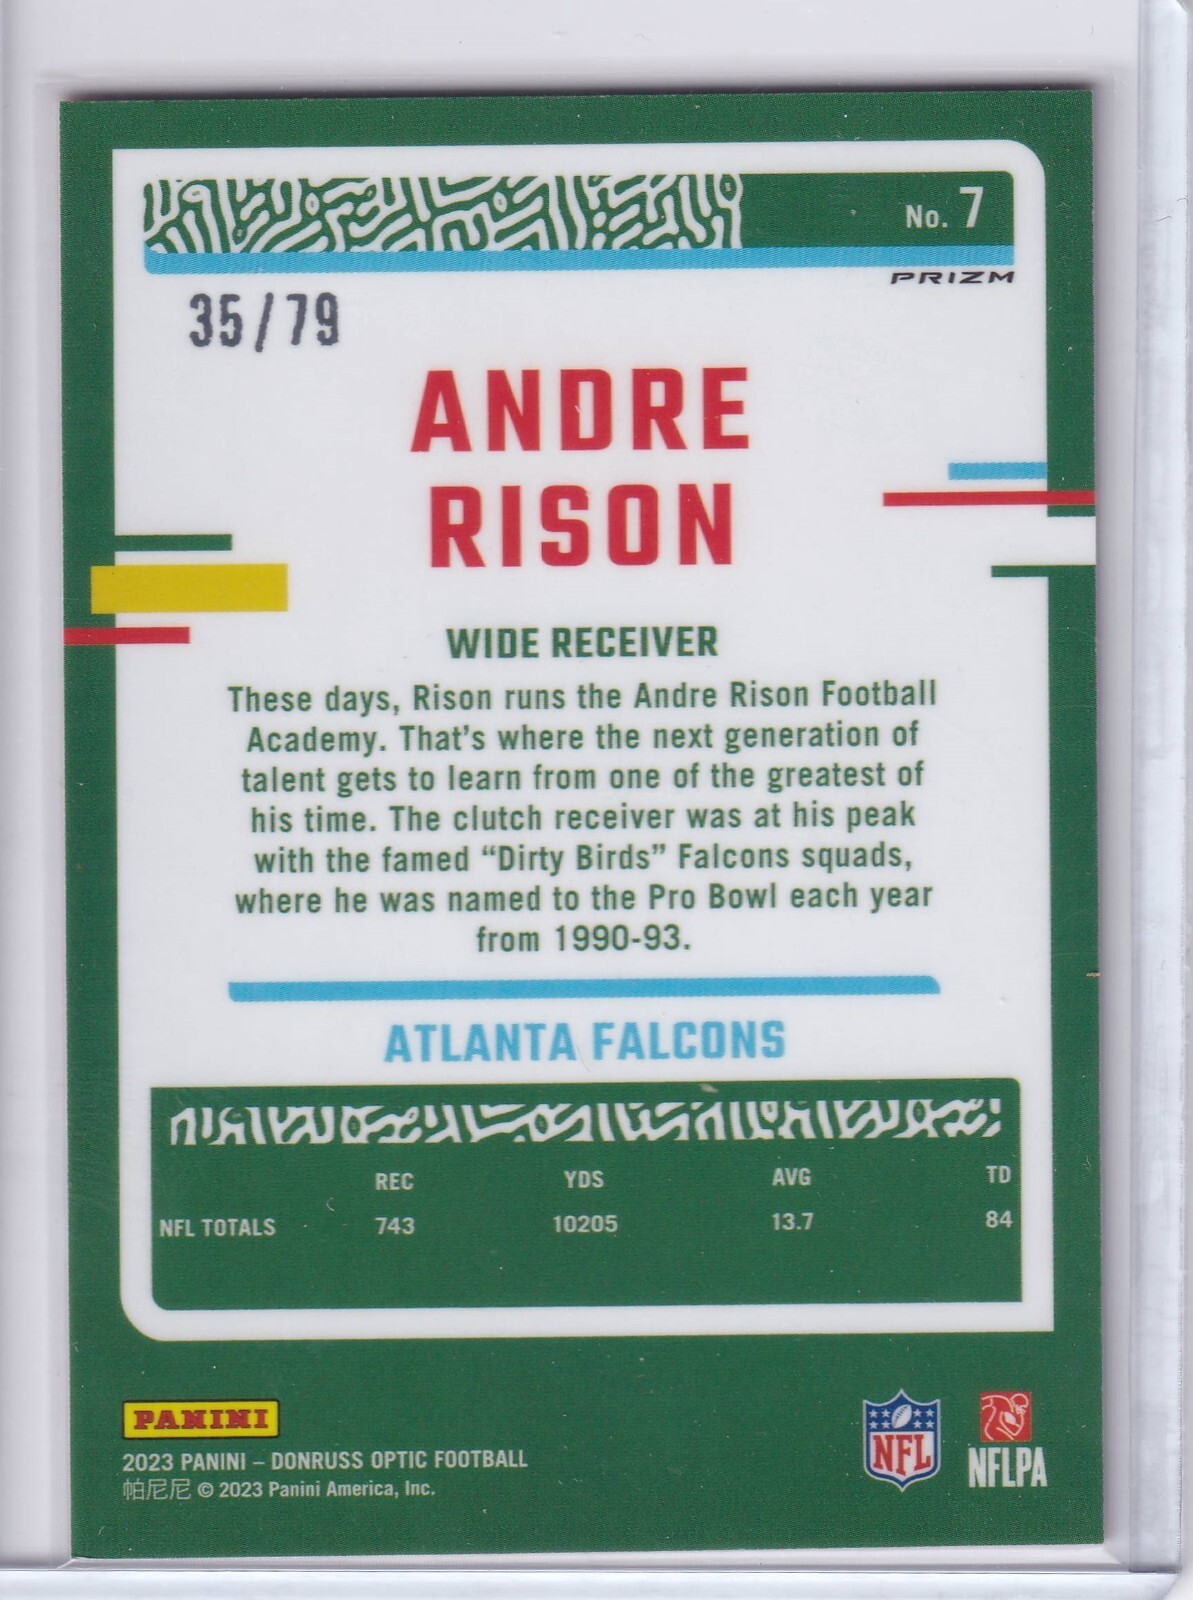 No. 7
PRIZM
35/79
ANDRE
RISON
WIDE RECEIVER
These days, Rison runs the Andre Rison Football
Academy. That's where the next generation of
talent gets to learn from one of the greatest of
his time. The clutch receiver was at his peak
with the famed “Dirty Birds” Falcons squads,
where he was named to the Pro Bowl each year
from 1990-93.
ATLANTA FALCONS
REC YDS AVG TD
NFL TOTALS 743 10205 13.7 84
PANINI
2023 PANINI – DONRUSS OPTIC FOOTBALL
帕尼尼 © 2023 Panini America, Inc.
NFL
NFLPA